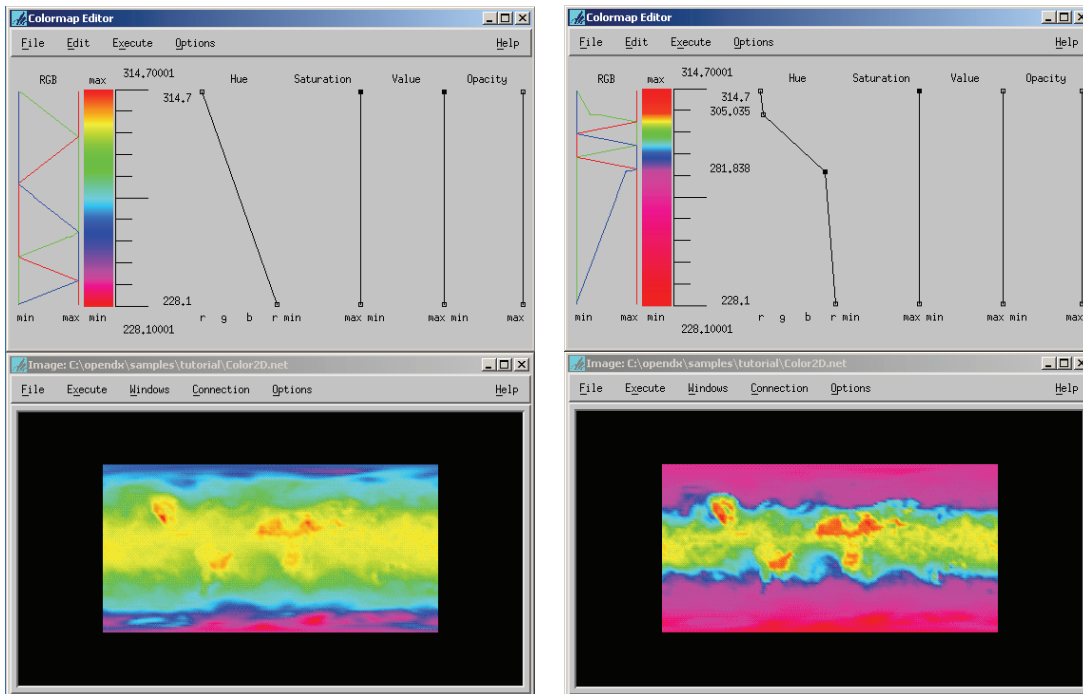 Colormap Editor
File Edit Execute Options Help
RGB max 314.70001 Hue Saturation Value Opacity
314.7
228.1
min max min r g b r min max min max min max
228.10001
Image: C:\opendx\samples\tutorial\Color2D.net
File Execute Windows Connection Options Help
Colormap Editor
File Edit Execute Options Help
RGB max 314.70001 Hue Saturation Value Opacity
314.7
305.035
281.838
228.1
min max min r g b r min max min max min max
228.10001
Image: C:\opendx\samples\tutorial\Color2D.net
File Execute Windows Connection Options Help